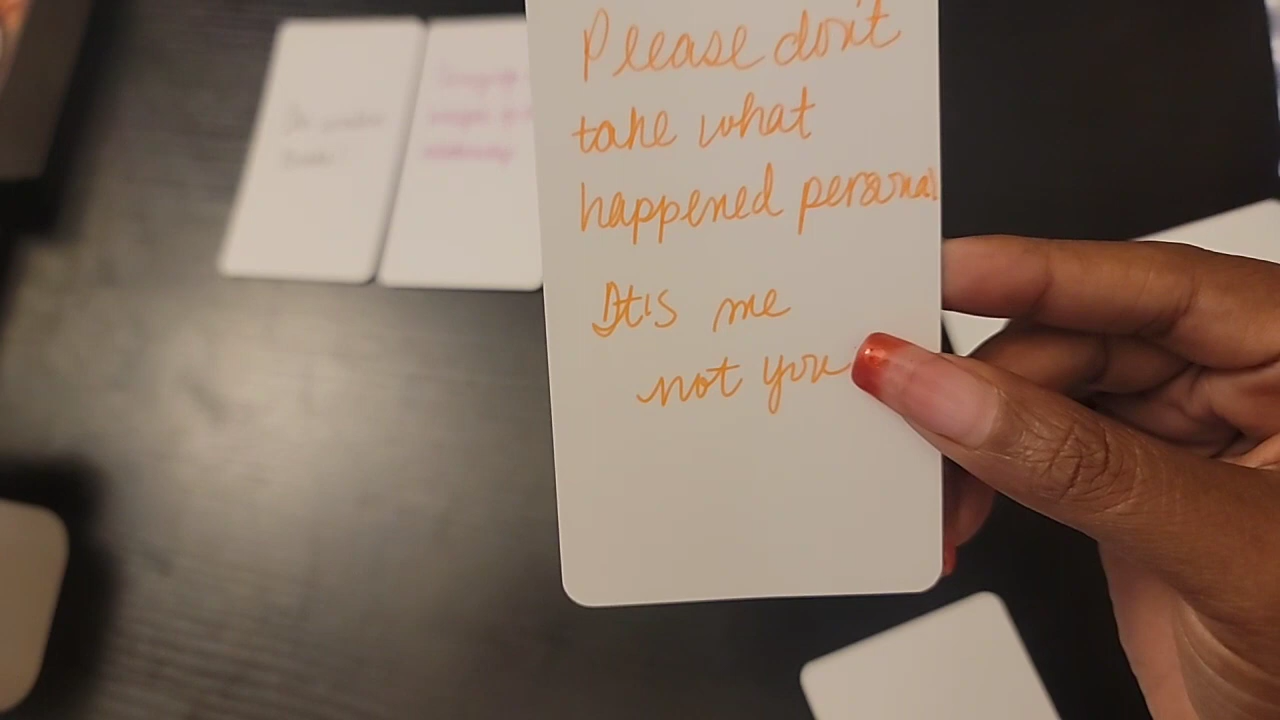 Please don't
take what
happened personal
It's me
not you